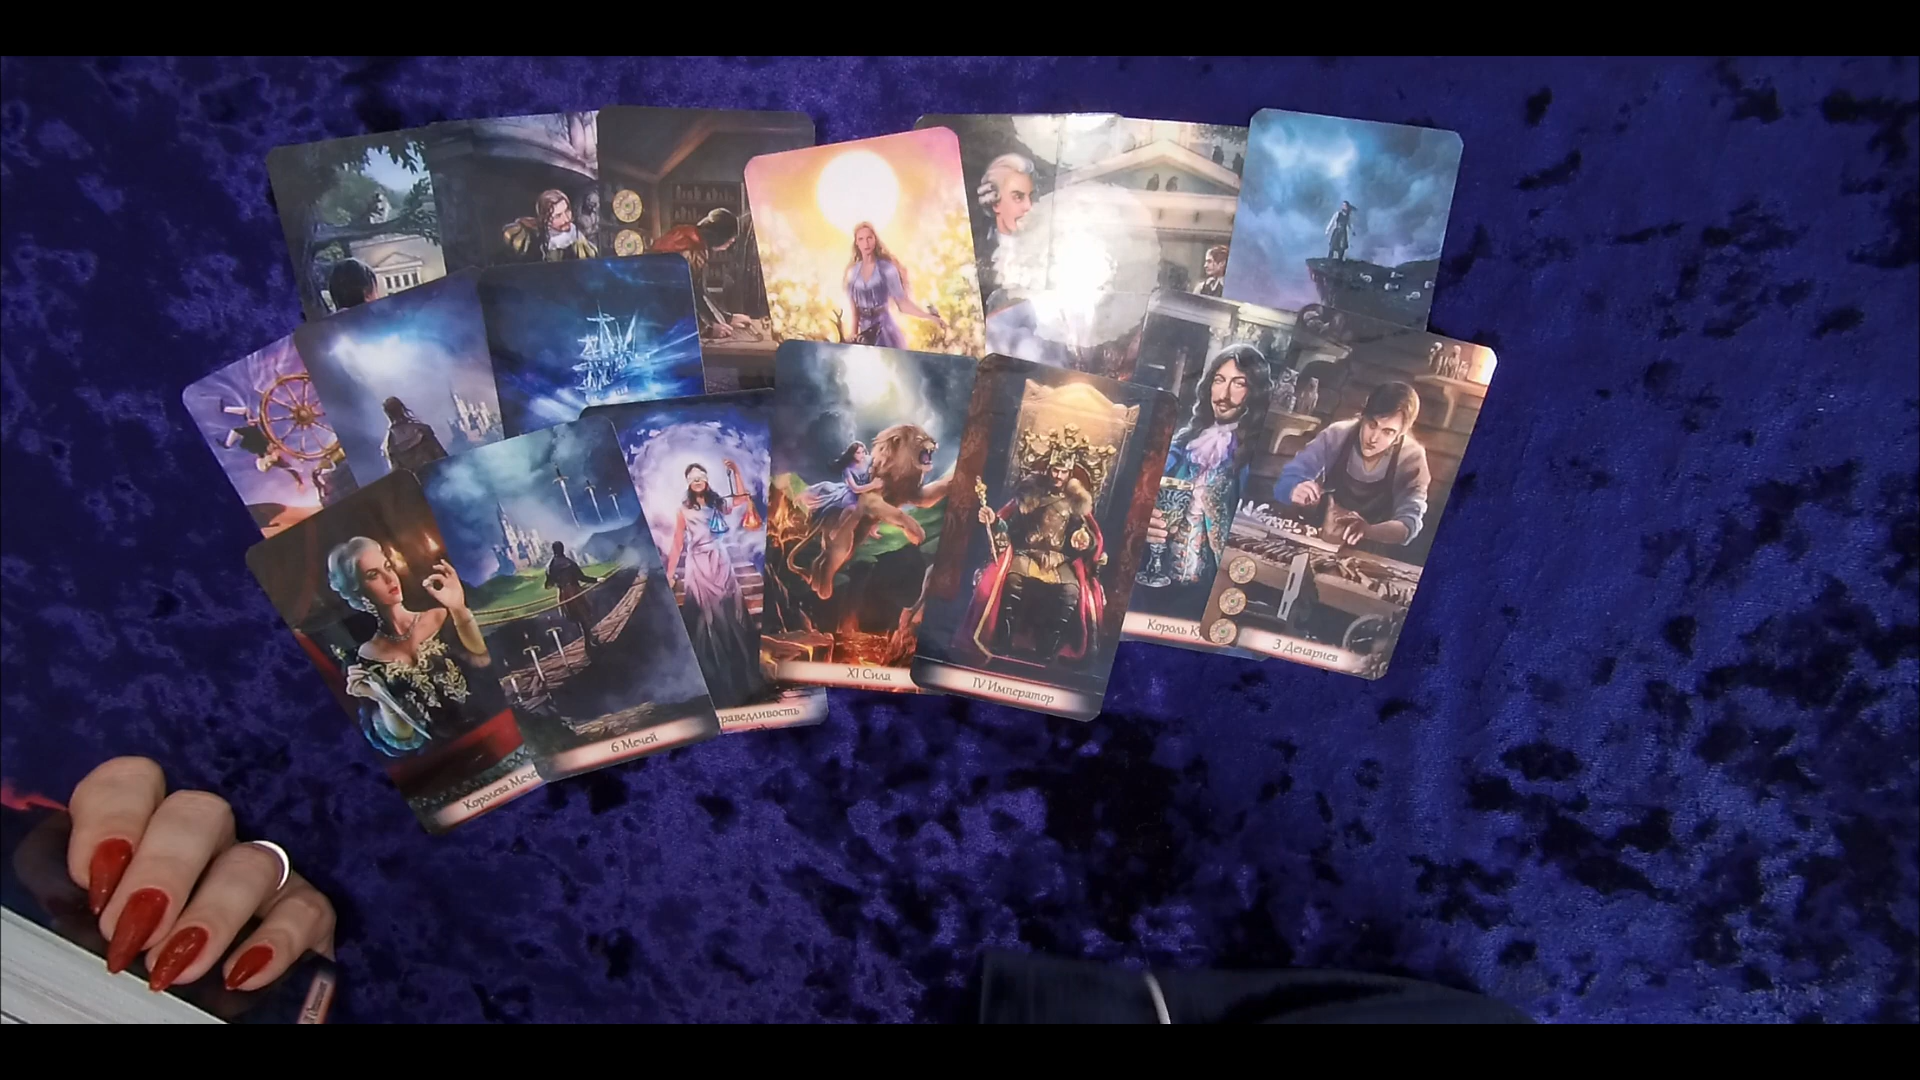 Король К
3 Денариев
XI Сила
IV Император
раведливость
6 Мечей
Королева Мече